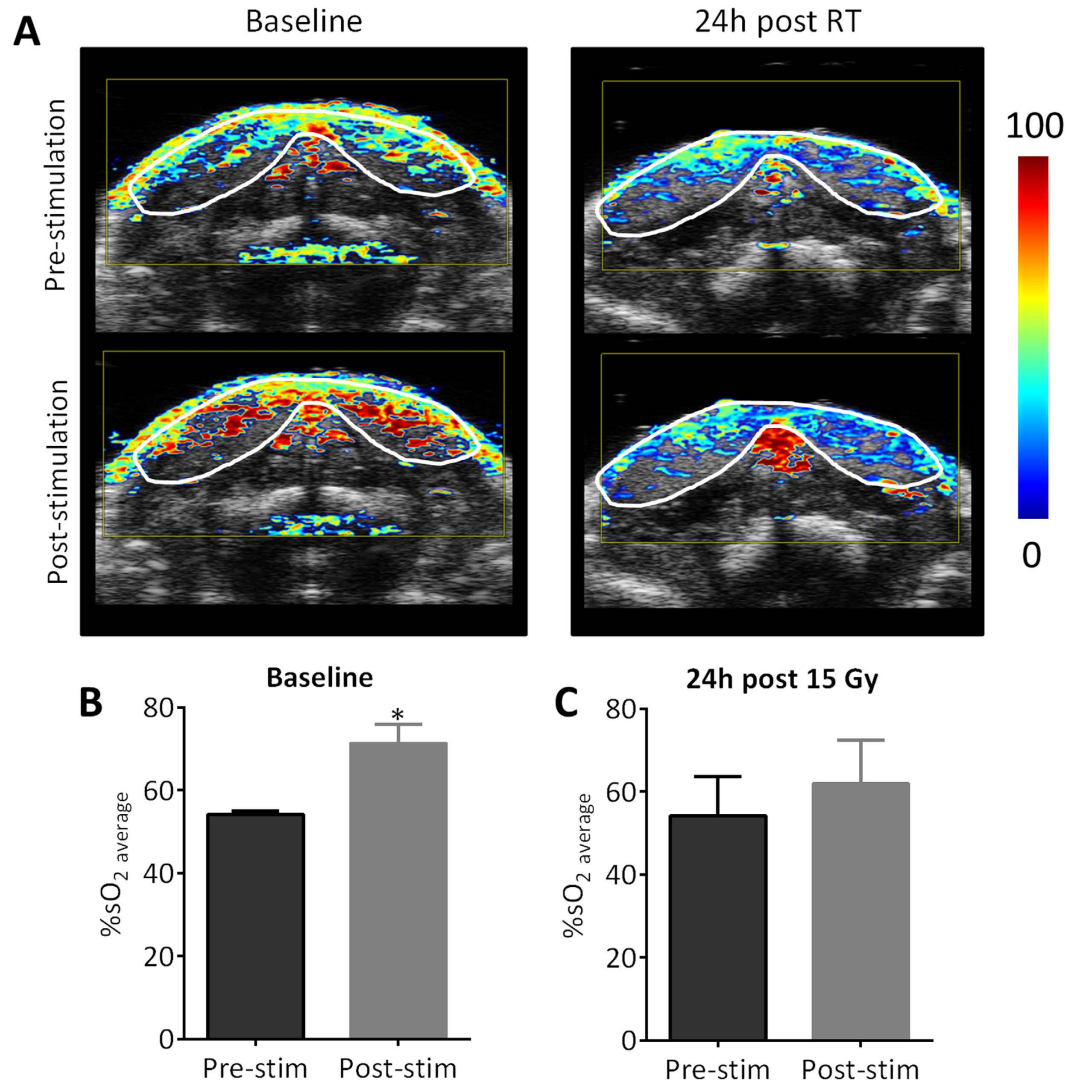 A
Baseline
24h post RT
Pre-stimulation
Post-stimulation
100
0
B
Baseline
80
60
40
20
0
%sO2 average
*
Pre-stim
Post-stim
C
24h post 15 Gy
80
60
40
20
0
%sO2 average
Pre-stim
Post-stim